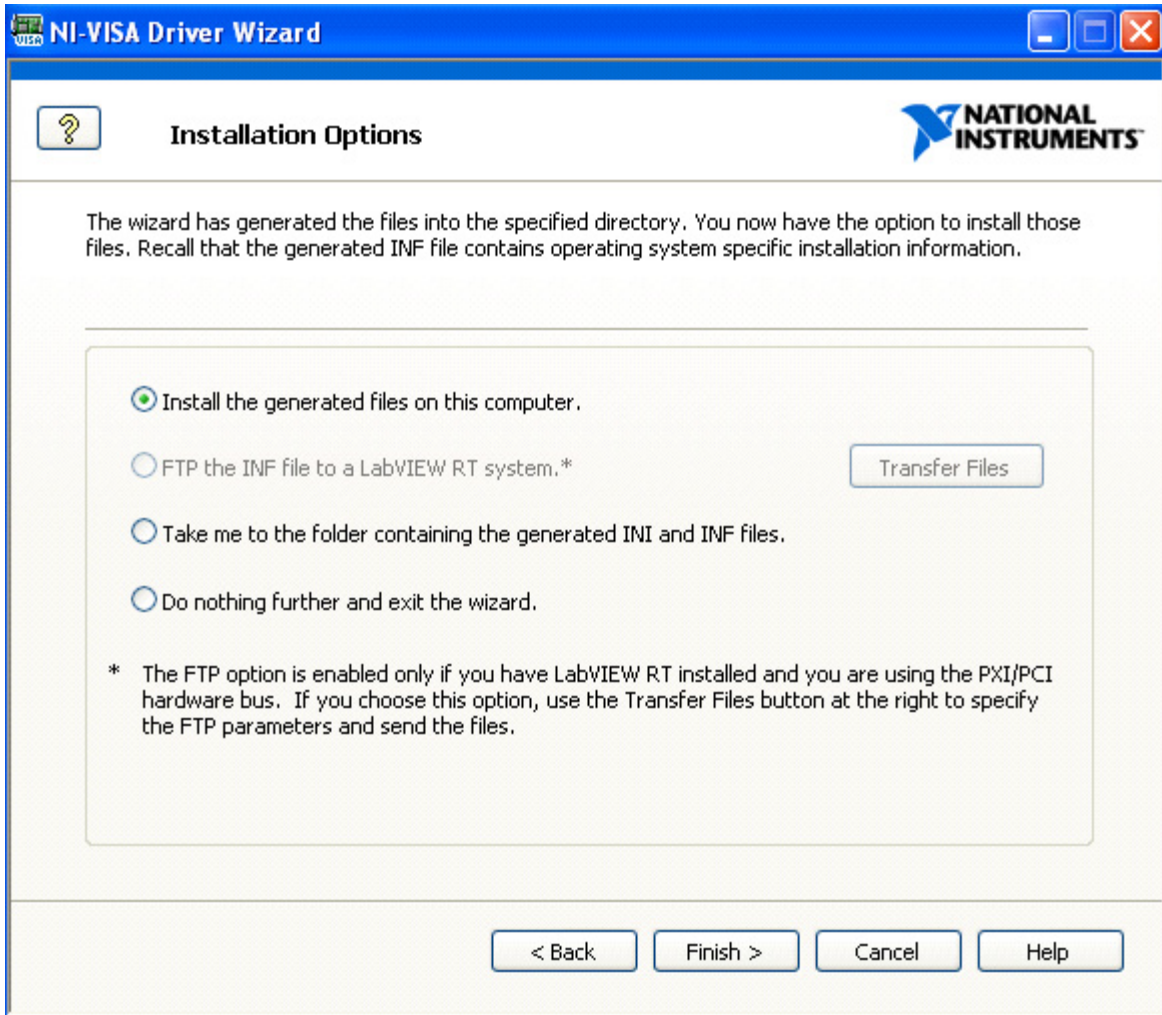 NI-VISA Driver Wizard
Installation Options
NATIONAL
INSTRUMENTS™
The wizard has generated the files into the specified directory. You now have the option to install those
files. Recall that the generated INF file contains operating system specific installation information.
Install the generated files on this computer.
FTP the INF file to a LabVIEW RT system.*
Transfer Files
Take me to the folder containing the generated INI and INF files.
Do nothing further and exit the wizard.
* The FTP option is enabled only if you have LabVIEW RT installed and you are using the PXI/PCI
hardware bus. If you choose this option, use the Transfer Files button at the right to specify
the FTP parameters and send the files.
< Back
Finish >
Cancel
Help